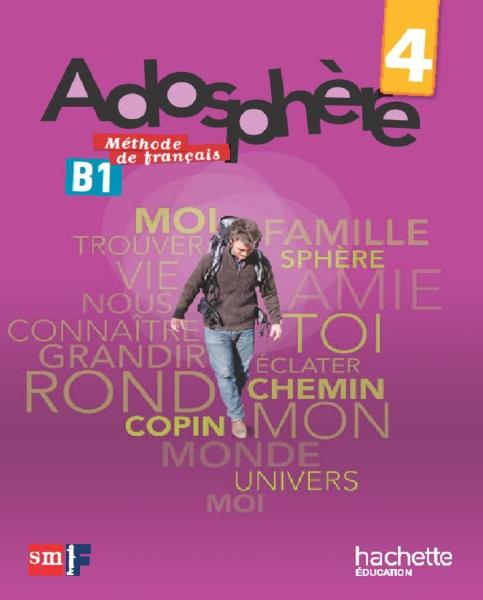 4
Adosphère
Méthode
de français
B1
MOI FAMILLE
TROUVER SPHÈRE
VIE AMIE
NOUS
CONNAÎTRE TOI
GRANDIR ÉCLATER
ROND CHEMIN
COPIN MON
MONDE
UNIVERS
MOI
sm
F
hachette
ÉDUCATION